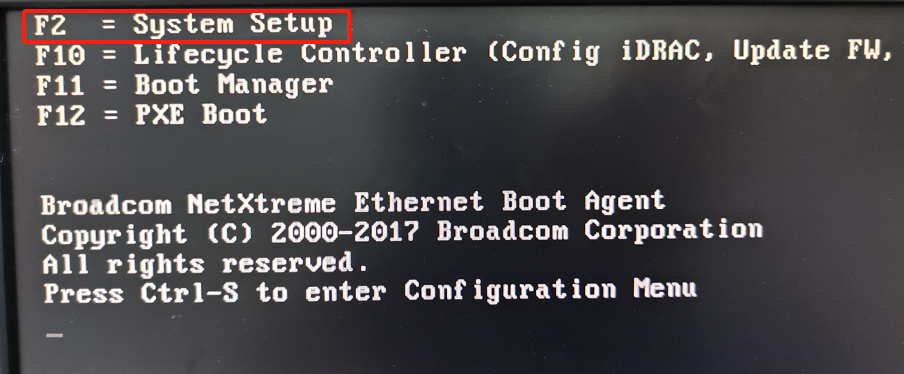 F2  = System Setup
F10 = Lifecycle Controller (Config iDRAC, Update FW,
F11 = Boot Manager
F12 = PXE Boot
Broadcom NetXtreme Ethernet Boot Agent
Copyright (C) 2000-2017 Broadcom Corporation
All rights reserved.
Press Ctrl-S to enter Configuration Menu